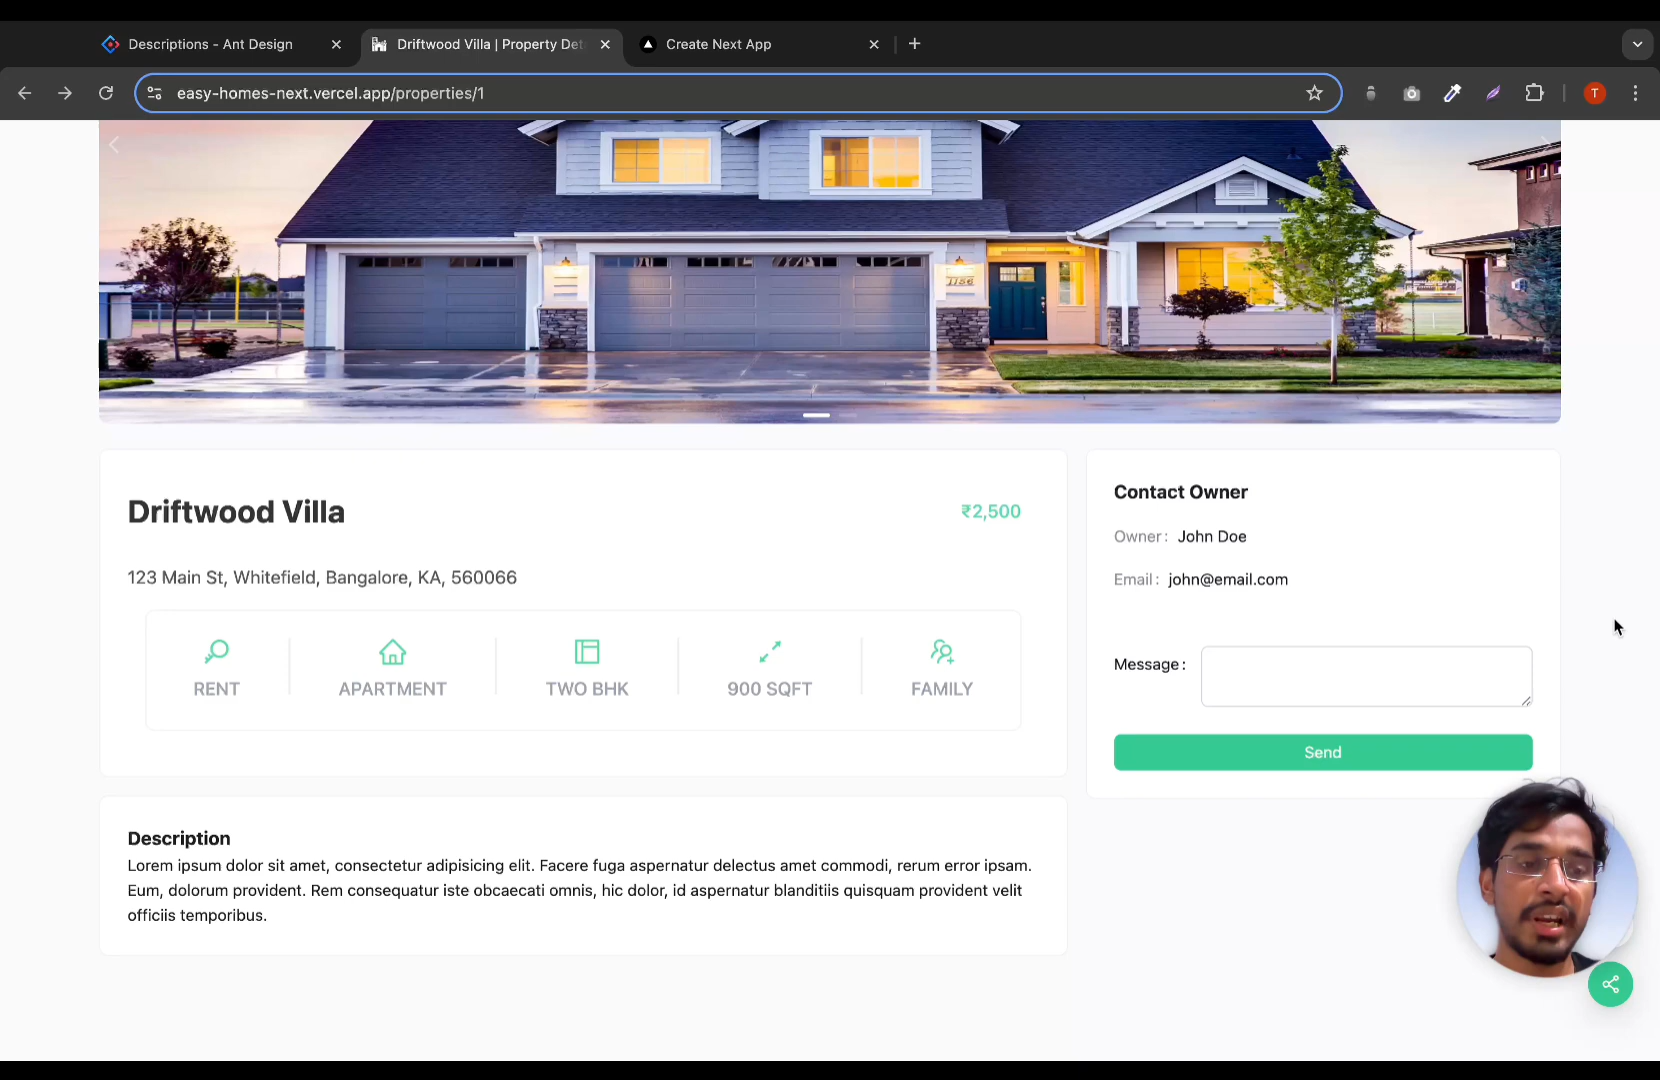 Descriptions - Ant Design
Driftwood Villa | Property Det
Create Next App
easy-homes-next.vercel.app/properties/1
T
1156
Driftwood Villa
₹2,500
123 Main St, Whitefield, Bangalore, KA, 560066
RENT
APARTMENT
TWO BHK
900 SQFT
FAMILY
Contact Owner
Owner: John Doe
Email: john@email.com
Message:
Send
Description
Lorem ipsum dolor sit amet, consectetur adipisicing elit. Facere fuga aspernatur delectus amet commodi, rerum error ipsam.
Eum, dolorum provident. Rem consequatur iste obcaecati omnis, hic dolor, id aspernatur blanditiis quisquam provident velit
officiis temporibus.